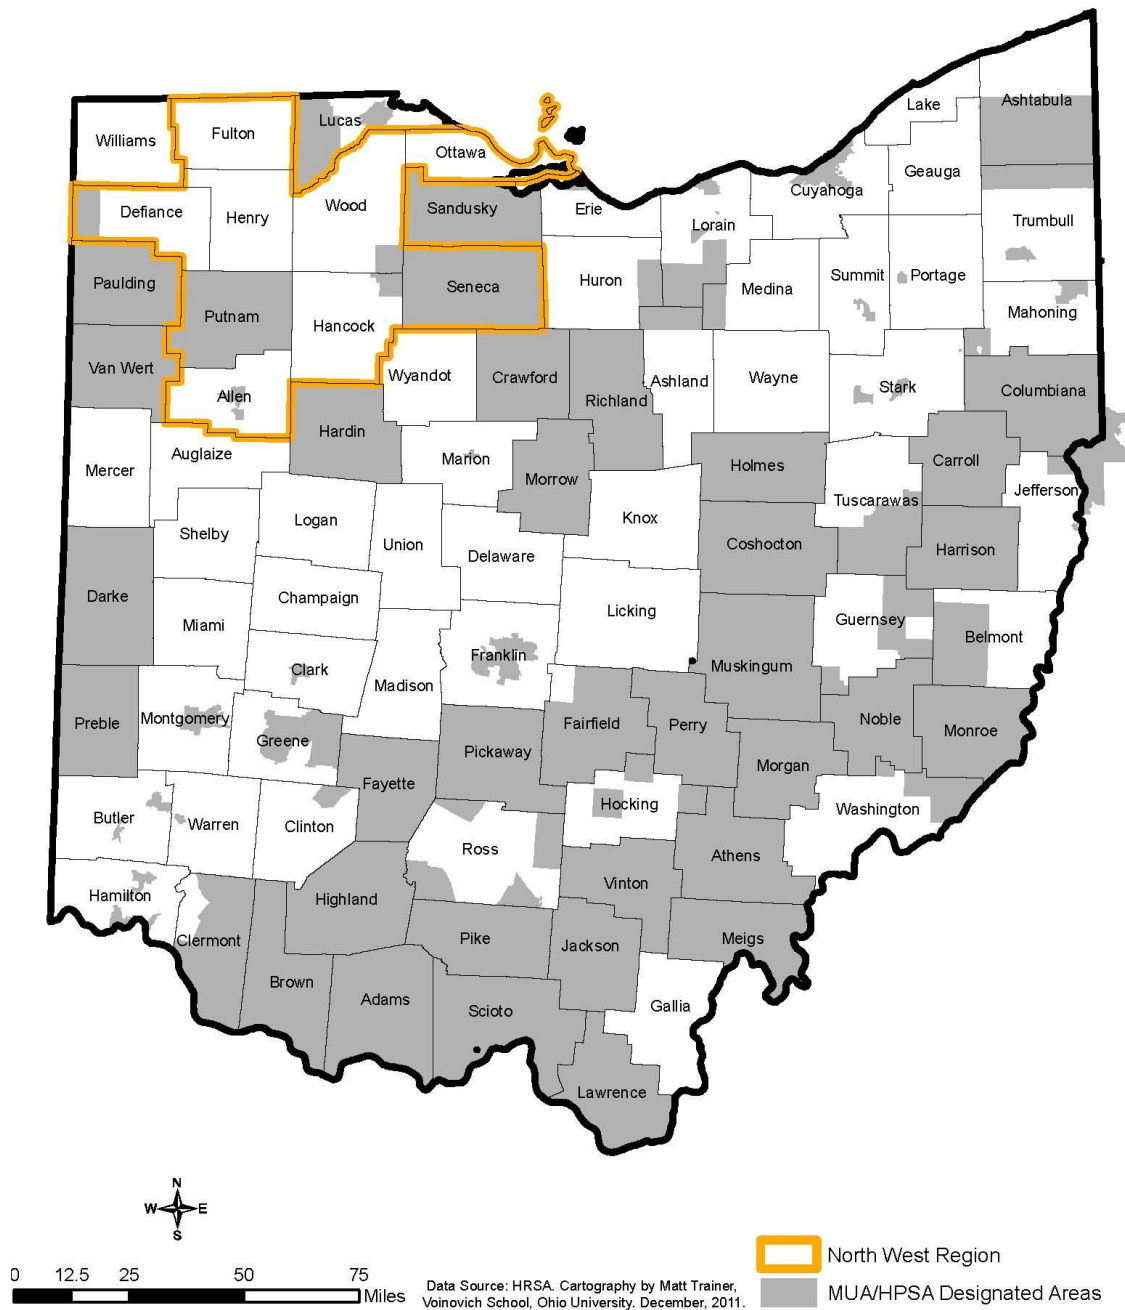 Lake
Ashtabula
Lucas
Williams
Fulton
Ottawa
Geauga
Cuyahoga
Defiance
Henry
Wood
Sandusky
Erie
Lorain
Trumbull
Paulding
Seneca
Huron
Medina
Summit
Portage
Putnam
Hancock
Mahoning
Van Wert
Allen
Wyandot
Crawford
Richland
Ashland
Wayne
Stark
Columbiana
Hardin
Mercer
Auglaize
Marion
Morrow
Holmes
Carroll
Jefferson
Tuscarawas
Shelby
Logan
Union
Knox
Delaware
Coshocton
Harrison
Darke
Champaign
Miami
Licking
Guernsey
Belmont
Clark
Franklin
Madison
Muskingum
Preble
Montgomery
Greene
Pickaway
Fairfield
Perry
Noble
Monroe
Morgan
Fayette
Hocking
Washington
Butler
Warren
Clinton
Ross
Athens
Vinton
Hamilton
Highland
Clermont
Pike
Jackson
Meigs
Brown
Adams
Scioto
Gallia
Lawrence
N
W E
S
0 12.5 25 50 75
Miles
Data Source: HRSA. Cartography by Matt Trainer,
Voinovich School, Ohio University. December, 2011.
North West Region
MUA/HPSA Designated Areas